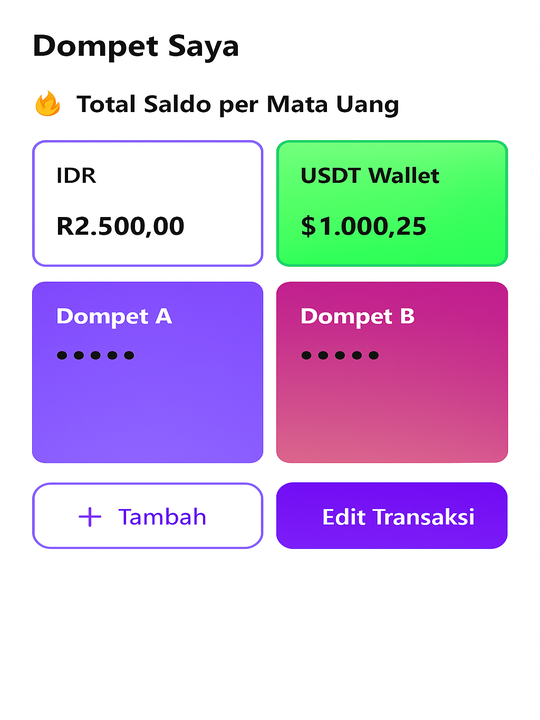 Dompet Saya
🔥 Total Saldo per Mata Uang
IDR
R2.500,00
USDT Wallet
$1.000,25
Dompet A
●●●●●
Dompet B
●●●●●
+ Tambah
Edit Transaksi